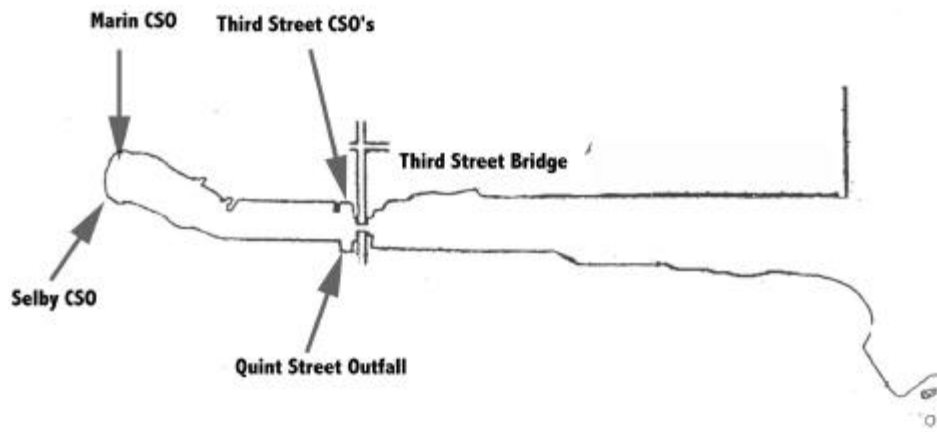 Marin CSO
Third Street CSO's
Third Street Bridge
Selby CSO
Quint Street Outfall